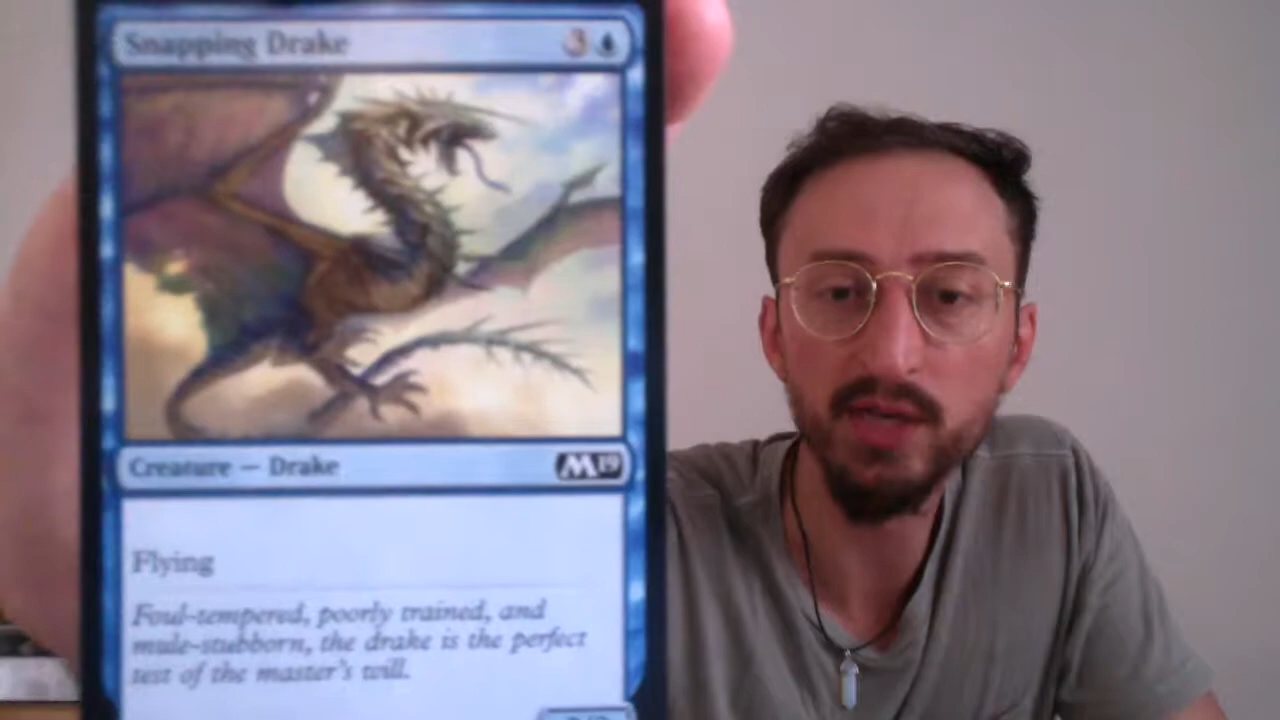 Snapping Drake 3
Creature — Drake M19
Flying
Foul-tempered, poorly trained, and
mule-stubborn, the drake is the perfect
test of the master's will.